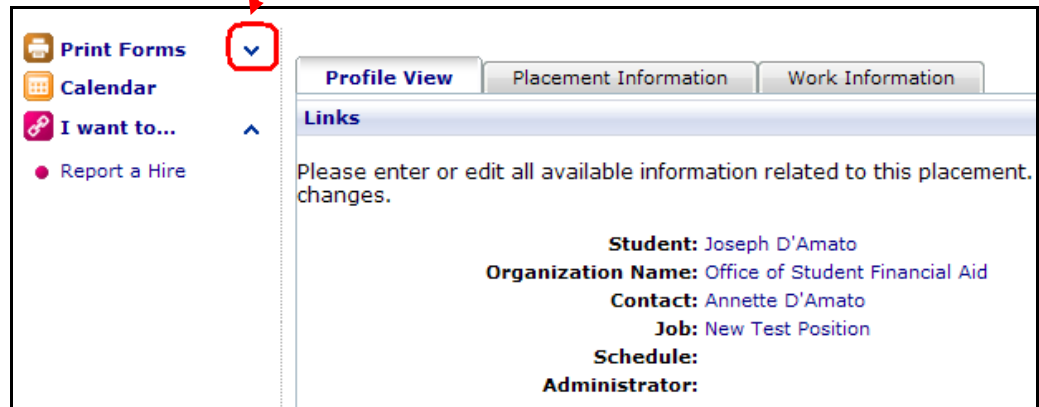 Print Forms
Calendar
I want to...
Report a Hire
Profile View
Placement Information
Work Information
Links
Please enter or edit all available information related to this placement.
changes.
Student: Joseph D'Amato
Organization Name: Office of Student Financial Aid
Contact: Annette D'Amato
Job: New Test Position
Schedule:
Administrator: